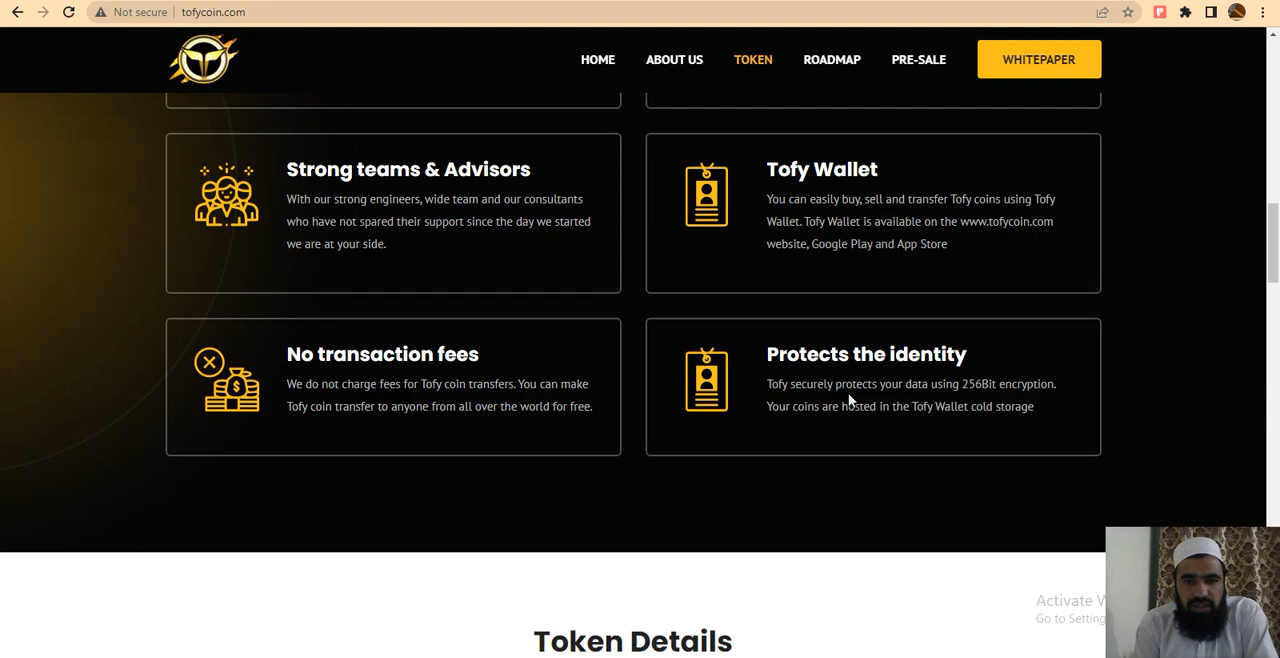 Not secure
tofycoin.com
HOME
ABOUT US
TOKEN
ROADMAP
PRE-SALE
WHITEPAPER
Strong teams & Advisors
With our strong engineers, wide team and our consultants
who have not spared their support since the day we started
we are at your side.
Tofy Wallet
You can easily buy, sell and transfer Tofy coins using Tofy
Wallet. Tofy Wallet is available on the www.tofycoin.com
website, Google Play and App Store
No transaction fees
We do not charge fees for Tofy coin transfers. You can make
Tofy coin transfer to anyone from all over the world for free.
Protects the identity
Tofy securely protects your data using 256Bit encryption.
Your coins are hosted in the Tofy Wallet cold storage
Token Details
Activate
Go to Setting